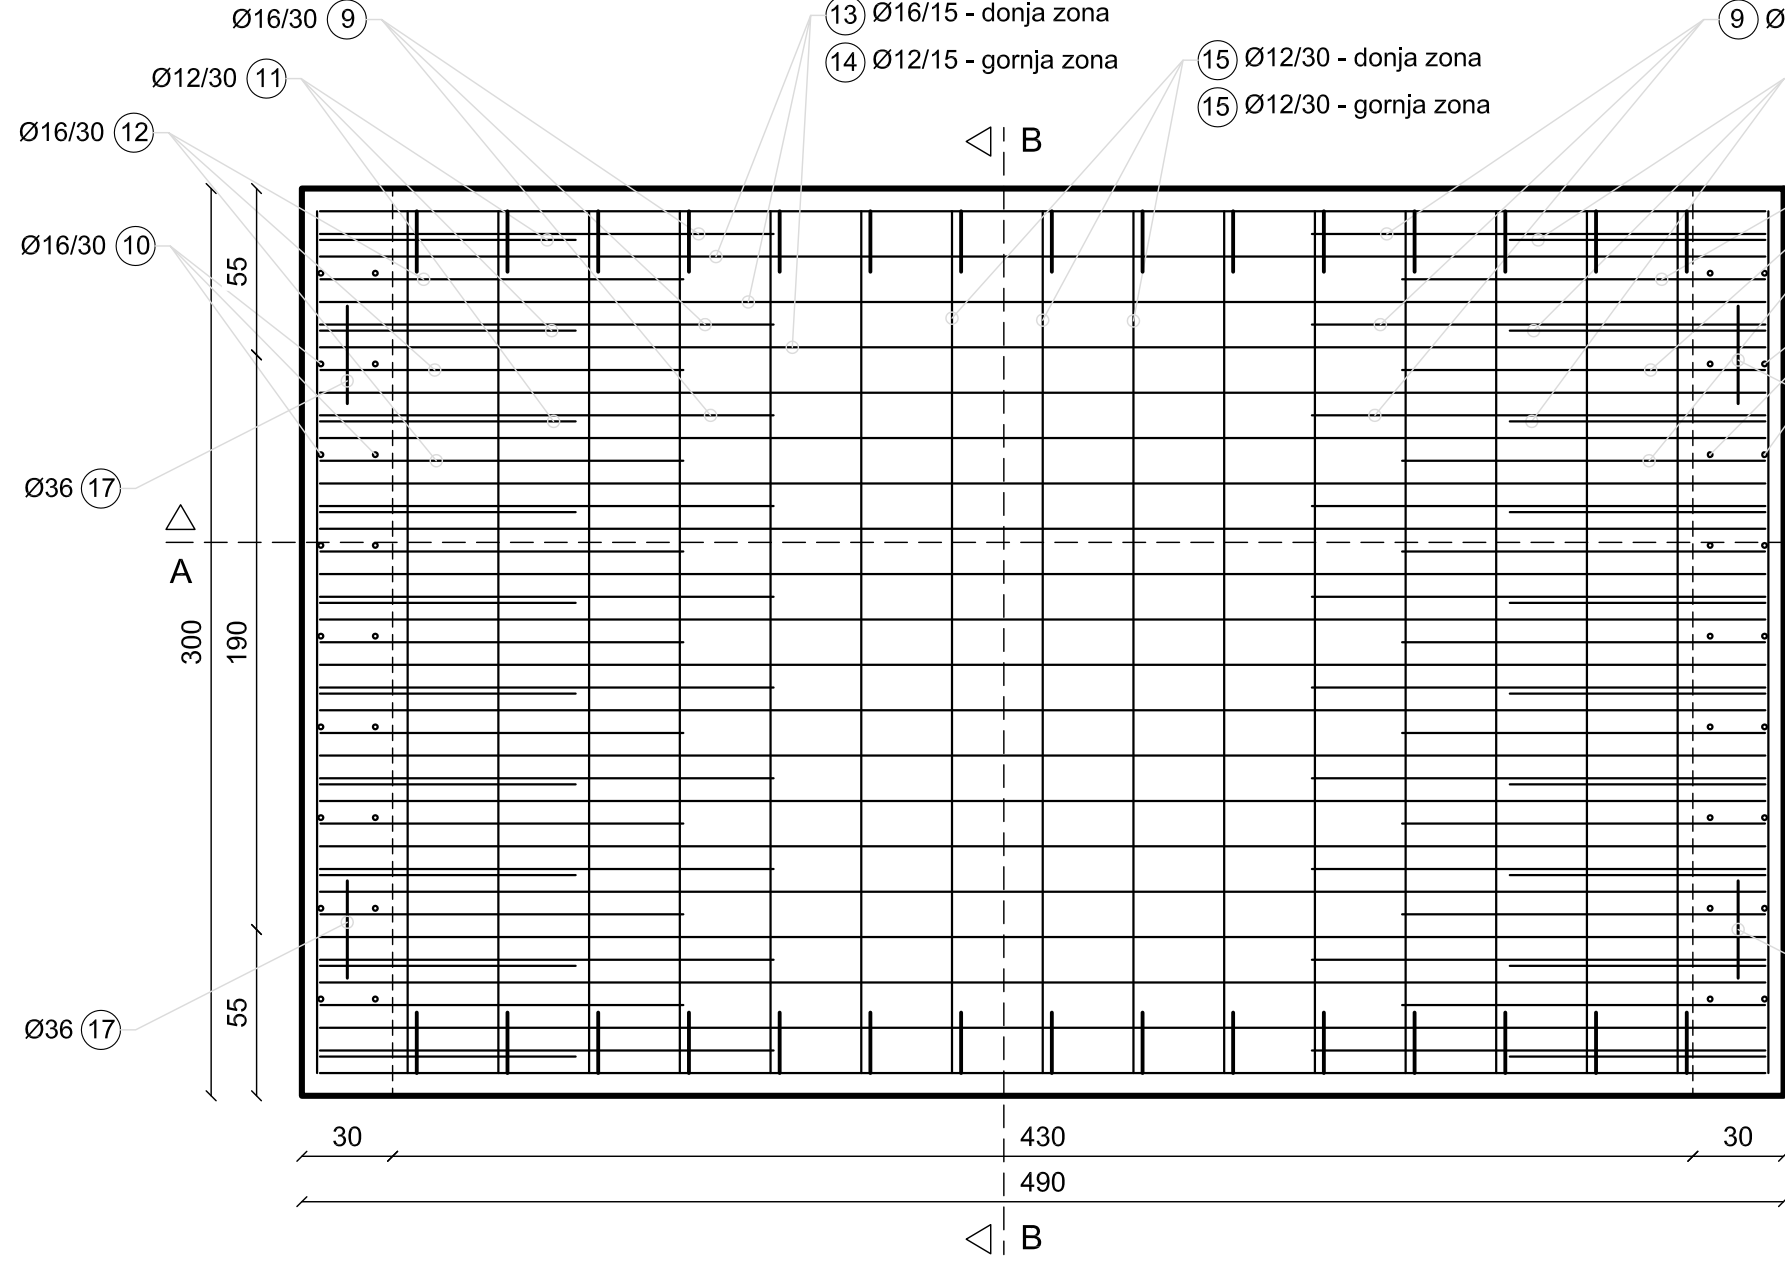 Ø16/30 9
13 Ø16/15 - donja zona
9 Ø
14 Ø12/15 - gornja zona
15 Ø12/30 - donja zona
Ø12/30 11
15 Ø12/30 - gornja zona
Ø16/30 12
B
Ø16/30 10
55
Ø36 17
A
300
190
Ø36 17
55
30
430
30
490
B